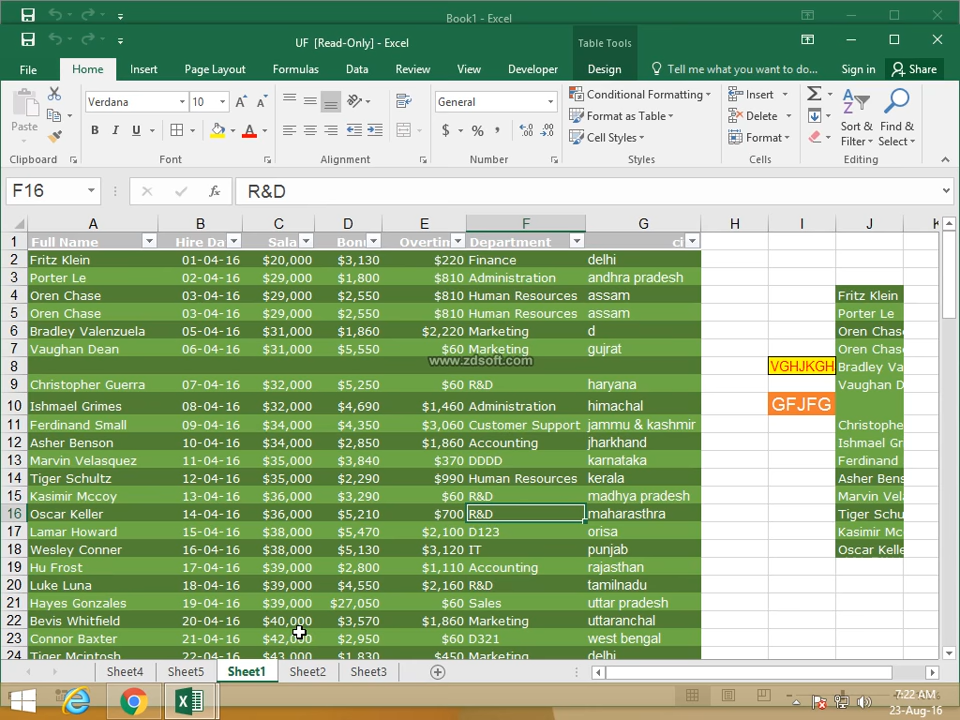 Book1 - Excel
UF [Read-Only] - Excel
Table Tools
File Home Insert Page Layout Formulas Data Review View Developer Design Tell me what you want to do... Sign in Share
Paste
Verdana 10
B I U A
General
$ % ,
Conditional Formatting
Format as Table
Cell Styles
Insert
Delete
Format
Sort & Filter
Find & Select
Clipboard Font Alignment Number Styles Cells Editing
F16 fx R&D
A B C D E F G H I J
1 Full Name Hire Da Sala Bonu Overtin Department ci
2 Fritz Klein 01-04-16 $20,000 $3,130 $220 Finance delhi
3 Porter Le 02-04-16 $29,000 $1,800 $810 Administration andhra pradesh
4 Oren Chase 03-04-16 $29,000 $2,550 $810 Human Resources assam Fritz Klein
5 Oren Chase 03-04-16 $29,000 $2,550 $810 Human Resources assam Porter Le
6 Bradley Valenzuela 05-04-16 $31,000 $1,860 $2,220 Marketing d Oren Chase
7 Vaughan Dean 06-04-16 $31,000 $5,550 $60 Marketing gujrat Oren Chase
www.zdsoft.com
8 VGHJKGH Bradley Va
9 Christopher Guerra 07-04-16 $32,000 $5,250 $60 R&D haryana Vaughan D
10 Ishmael Grimes 08-04-16 $32,000 $4,690 $1,460 Administration himachal GFJFG
11 Ferdinand Small 09-04-16 $34,000 $4,350 $3,060 Customer Support jammu & kashmir Christophe
12 Asher Benson 10-04-16 $34,000 $2,850 $1,860 Accounting jharkhand Ishmael Gr
13 Marvin Velasquez 11-04-16 $35,000 $3,840 $370 DDDD karnataka Ferdinand
14 Tiger Schultz 12-04-16 $35,000 $2,290 $990 Human Resources kerala Asher Bens
15 Kasimir Mccoy 13-04-16 $36,000 $3,290 $60 R&D madhya pradesh Marvin Vela
16 Oscar Keller 14-04-16 $36,000 $5,210 $700 R&D maharasthra Tiger Schu
17 Lamar Howard 15-04-16 $38,000 $5,470 $2,100 D123 orisa Kasimir Mc
18 Wesley Conner 16-04-16 $38,000 $5,130 $3,120 IT punjab Oscar Kelle
19 Hu Frost 17-04-16 $39,000 $2,800 $1,110 Accounting rajasthan
20 Luke Luna 18-04-16 $39,000 $4,550 $2,160 R&D tamilnadu
21 Hayes Gonzales 19-04-16 $39,000 $27,050 $60 Sales uttar pradesh
22 Bevis Whitfield 20-04-16 $40,000 $3,570 $1,860 Marketing uttaranchal
23 Connor Baxter 21-04-16 $42,000 $2,950 $60 D321 west bengal
24 Tiger Mcintosh 22-04-16 $43,000 $1,830 $450 Marketing delhi
Sheet4 Sheet5 Sheet1 Sheet2 Sheet3
7:22 AM
23-Aug-16